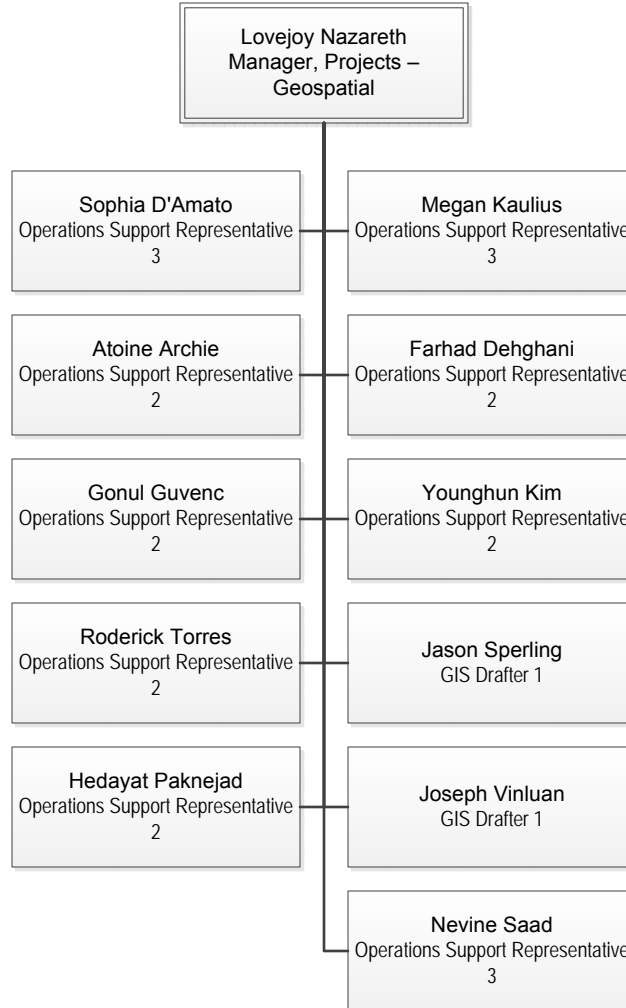 Lovejoy Nazareth
Manager, Projects –
Geospatial
Sophia D'Amato
Operations Support Representative
3
Megan Kaulius
Operations Support Representative
3
Atoine Archie
Operations Support Representative
2
Farhad Dehghani
Operations Support Representative
2
Gonul Guvenc
Operations Support Representative
2
Younghun Kim
Operations Support Representative
2
Roderick Torres
Operations Support Representative
2
Jason Sperling
GIS Drafter 1
Hedayat Paknejad
Operations Support Representative
2
Joseph Vinluan
GIS Drafter 1
Nevine Saad
Operations Support Representative
3